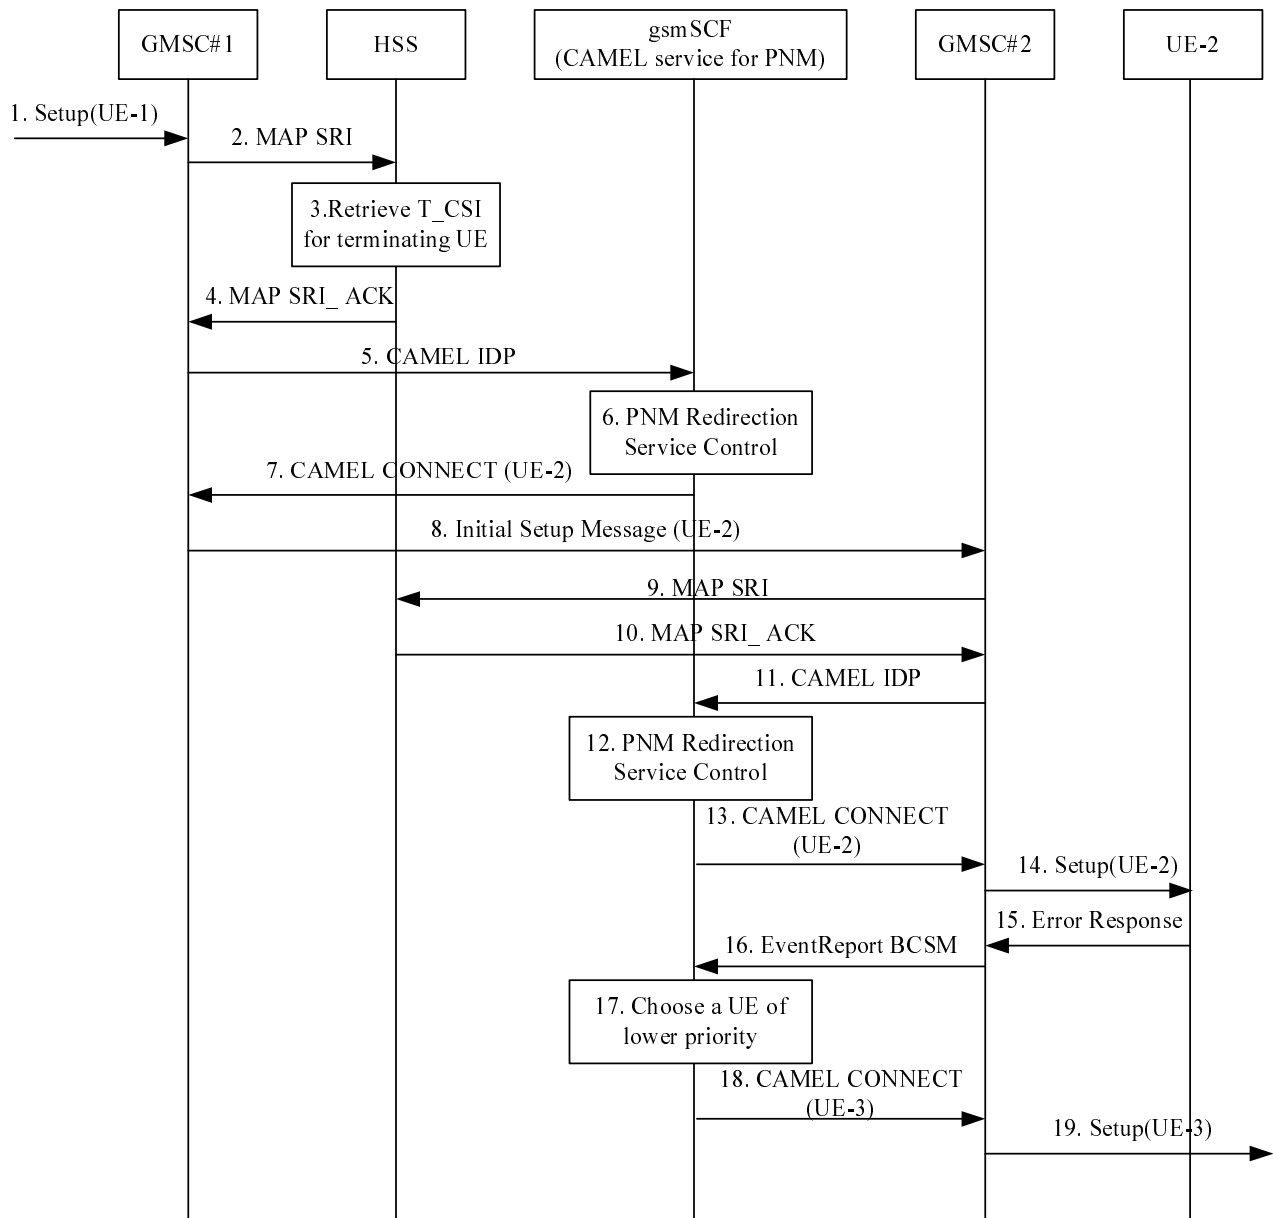 GMSC#1
HSS
gsmSCF
(CAMEL service for PNM)
GMSC#2
UE-2
1. Setup(UE-1)
2. MAP SRI
3.Retrieve T_CSI
for terminating UE
4. MAP SRI_ ACK
5. CAMEL IDP
6. PNM Redirection
Service Control
7. CAMEL CONNECT (UE-2)
8. Initial Setup Message (UE-2)
9. MAP SRI
10. MAP SRI_ ACK
11. CAMEL IDP
12. PNM Redirection
Service Control
13. CAMEL CONNECT
(UE-2)
14. Setup(UE-2)
15. Error Response
16. EventReport BCSM
17. Choose a UE of
lower priority
18. CAMEL CONNECT
(UE-3)
19. Setup(UE-3)